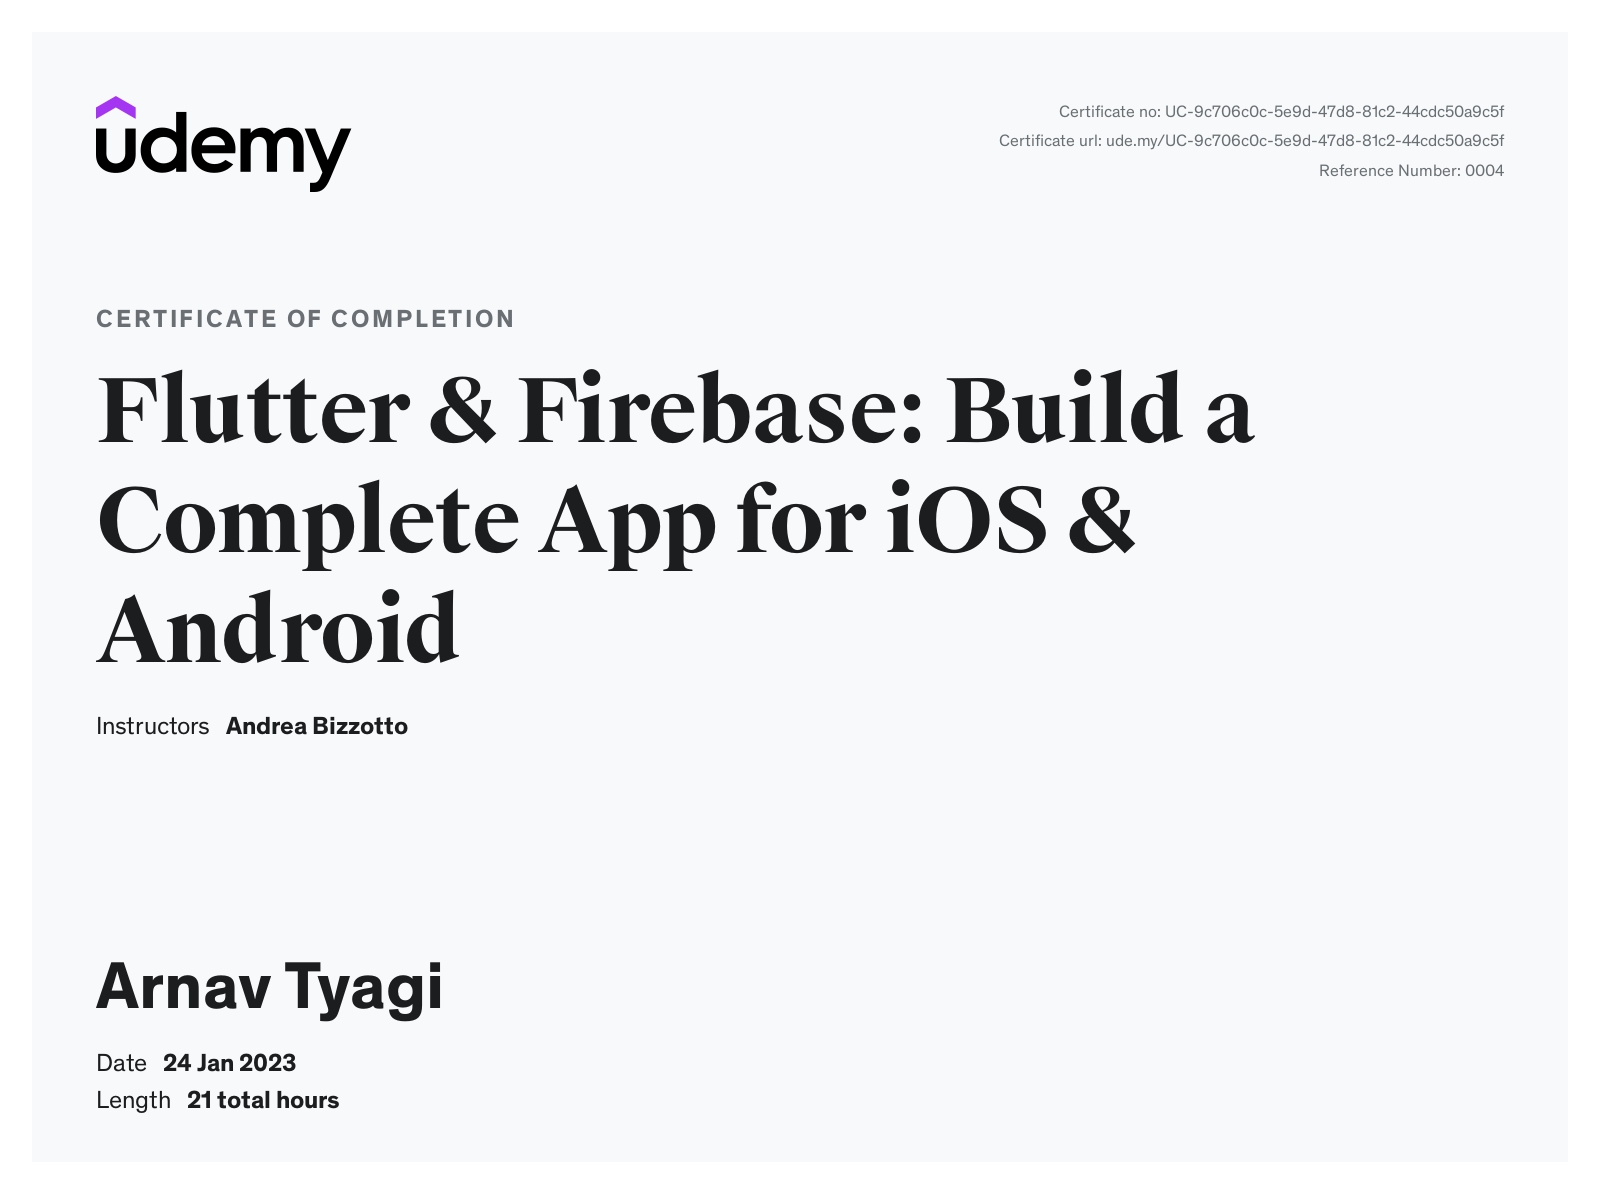 udemy
Certificate no: UC-9c706c0c-5e9d-47d8-81c2-44cdc50a9c5f
Certificate url: ude.my/UC-9c706c0c-5e9d-47d8-81c2-44cdc50a9c5f
Reference Number: 0004
CERTIFICATE OF COMPLETION
Flutter & Firebase: Build a
Complete App for iOS &
Android
Instructors Andrea Bizzotto
Arnav Tyagi
Date 24 Jan 2023
Length 21 total hours